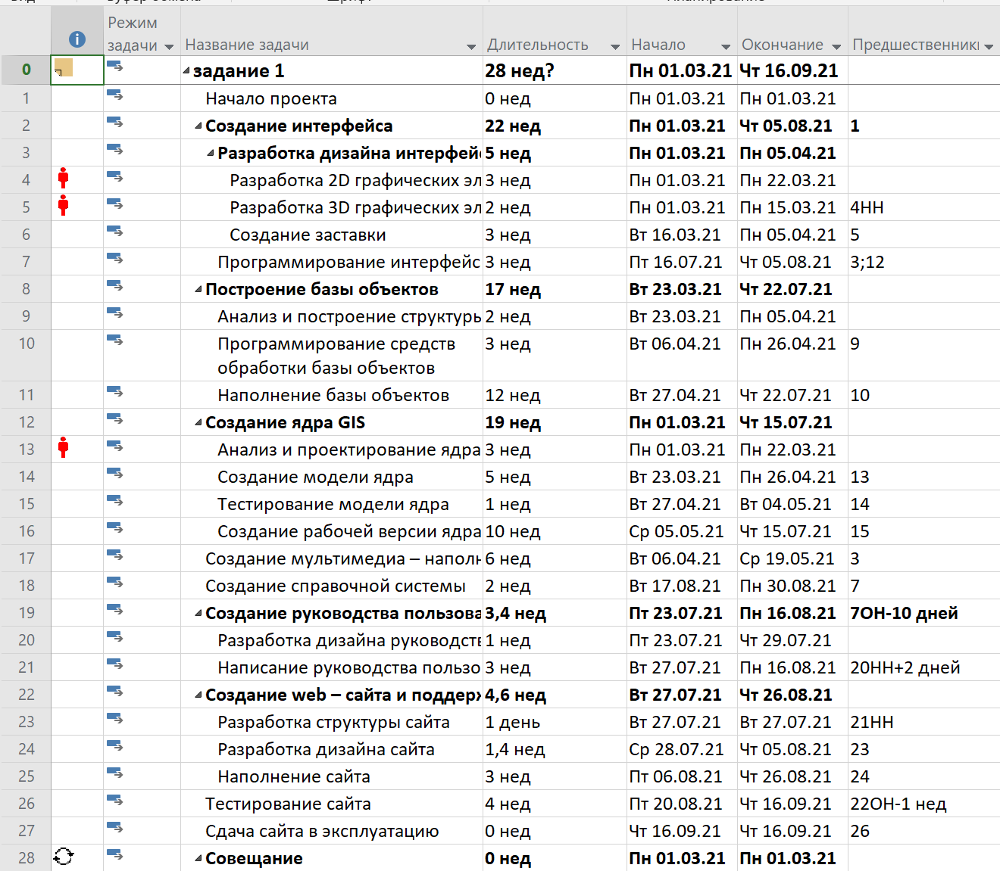 Режим
задачи Название задачи Длительность Начало Окончание Предшественники
0 задание 1 28 нед? Пн 01.03.21 Чт 16.09.21
1 Начало проекта 0 нед Пн 01.03.21 Пн 01.03.21
2 Создание интерфейса 22 нед Пн 01.03.21 Чт 05.08.21 1
3 Разработка дизайна интерфей 5 нед Пн 01.03.21 Пн 05.04.21
4 Разработка 2D графических эл 3 нед Пн 01.03.21 Пн 22.03.21
5 Разработка 3D графических эл 2 нед Пн 01.03.21 Пн 15.03.21 4НН
6 Создание заставки 3 нед Вт 16.03.21 Пн 05.04.21 5
7 Программирование интерфейс 3 нед Пт 16.07.21 Чт 05.08.21 3;12
8 Построение базы объектов 17 нед Вт 23.03.21 Чт 22.07.21
9 Анализ и построение структуры 2 нед Вт 23.03.21 Пн 05.04.21
10 Программирование средств 3 нед Вт 06.04.21 Пн 26.04.21 9
обработки базы объектов
11 Наполнение базы объектов 12 нед Вт 27.04.21 Чт 22.07.21 10
12 Создание ядра GIS 19 нед Пн 01.03.21 Чт 15.07.21
13 Анализ и проектирование ядра 3 нед Пн 01.03.21 Пн 22.03.21
14 Создание модели ядра 5 нед Вт 23.03.21 Пн 26.04.21 13
15 Тестирование модели ядра 1 нед Вт 27.04.21 Вт 04.05.21 14
16 Создание рабочей версии ядра 10 нед Ср 05.05.21 Чт 15.07.21 15
17 Создание мультимедиа – наполн 6 нед Вт 06.04.21 Ср 19.05.21 3
18 Создание справочной системы 2 нед Вт 17.08.21 Пн 30.08.21 7
19 Создание руководства пользова 3,4 нед Пт 23.07.21 Пн 16.08.21 7ОН-10 дней
20 Разработка дизайна руководств 1 нед Пт 23.07.21 Чт 29.07.21
21 Написание руководства пользо 3 нед Вт 27.07.21 Пн 16.08.21 20НН+2 дней
22 Создание web – сайта и поддерж 4,6 нед Вт 27.07.21 Чт 26.08.21
23 Разработка структуры сайта 1 день Вт 27.07.21 Вт 27.07.21 21НН
24 Разработка дизайна сайта 1,4 нед Ср 28.07.21 Чт 05.08.21 23
25 Наполнение сайта 3 нед Пт 06.08.21 Чт 26.08.21 24
26 Тестирование сайта 4 нед Пт 20.08.21 Чт 16.09.21 22ОН-1 нед
27 Сдача сайта в эксплуатацию 0 нед Чт 16.09.21 Чт 16.09.21 26
28 Совещание 0 нед Пн 01.03.21 Пн 01.03.21